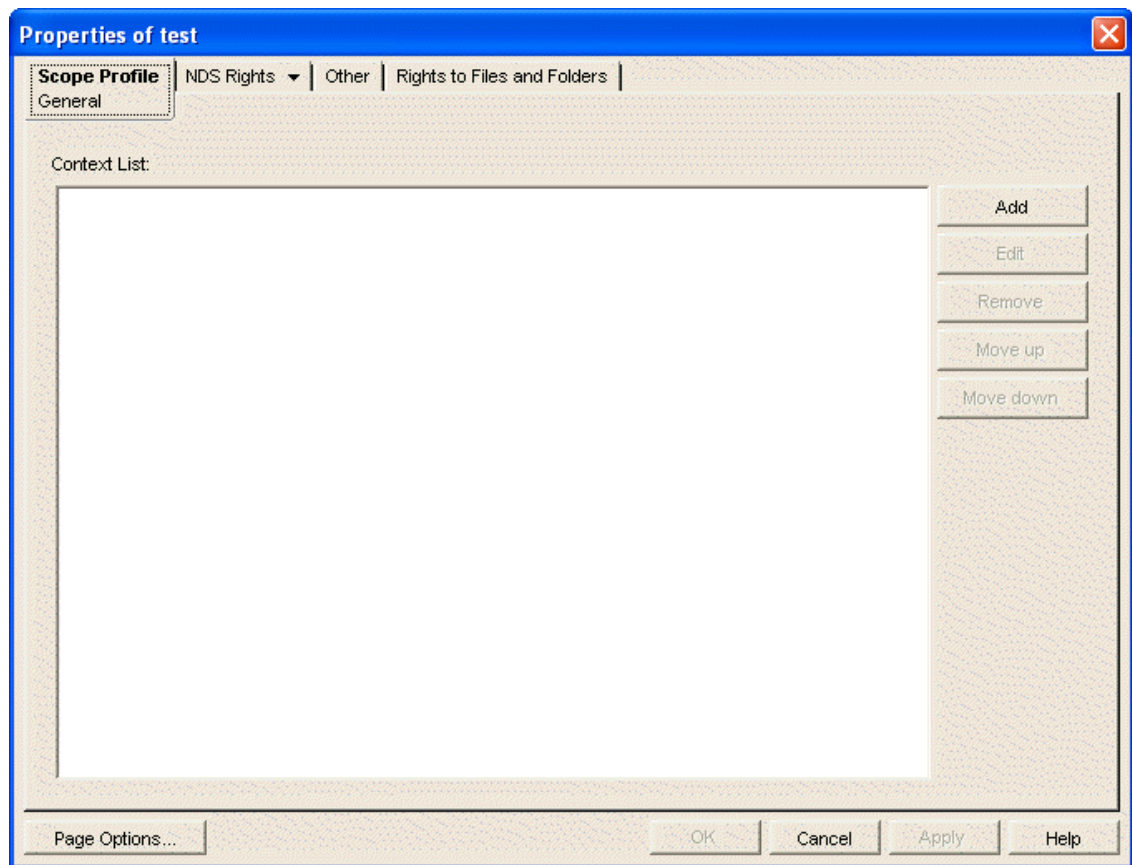 Properties of test
Scope Profile NDS Rights Other Rights to Files and Folders
General
Context List:
Add
Edit
Remove
Move up
Move down
Page Options... OK Cancel Apply Help